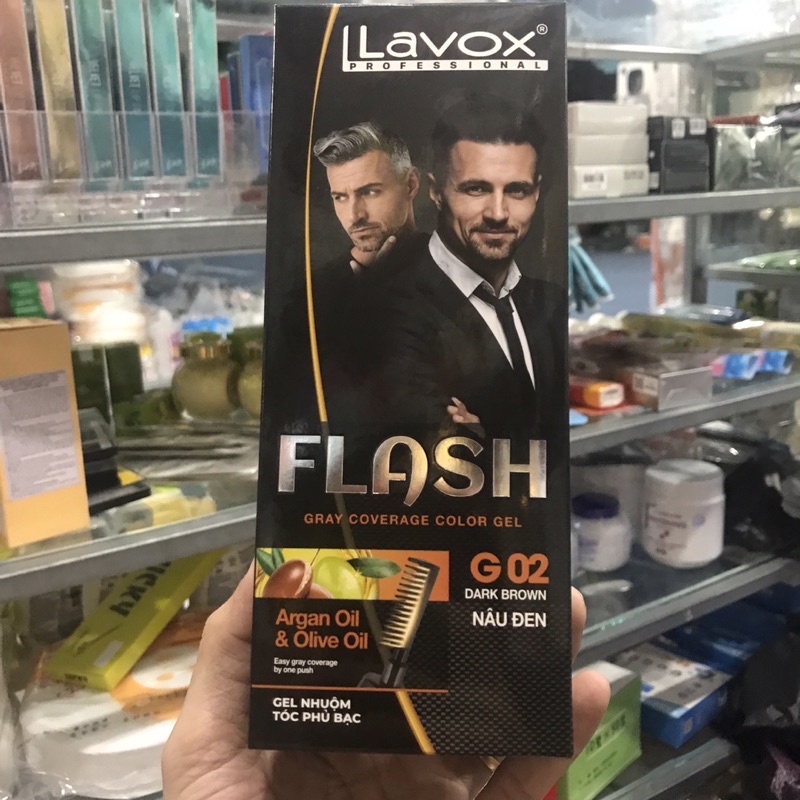 Lavox®
PROFESSIONAL
FLASH
GRAY COVERAGE COLOR GEL
G 02
DARK BROWN
NÂU ĐEN
Argan Oil
& Olive Oil
Easy gray coverage
by one push
GEL NHUỘM
TÓC PHỦ BẠC